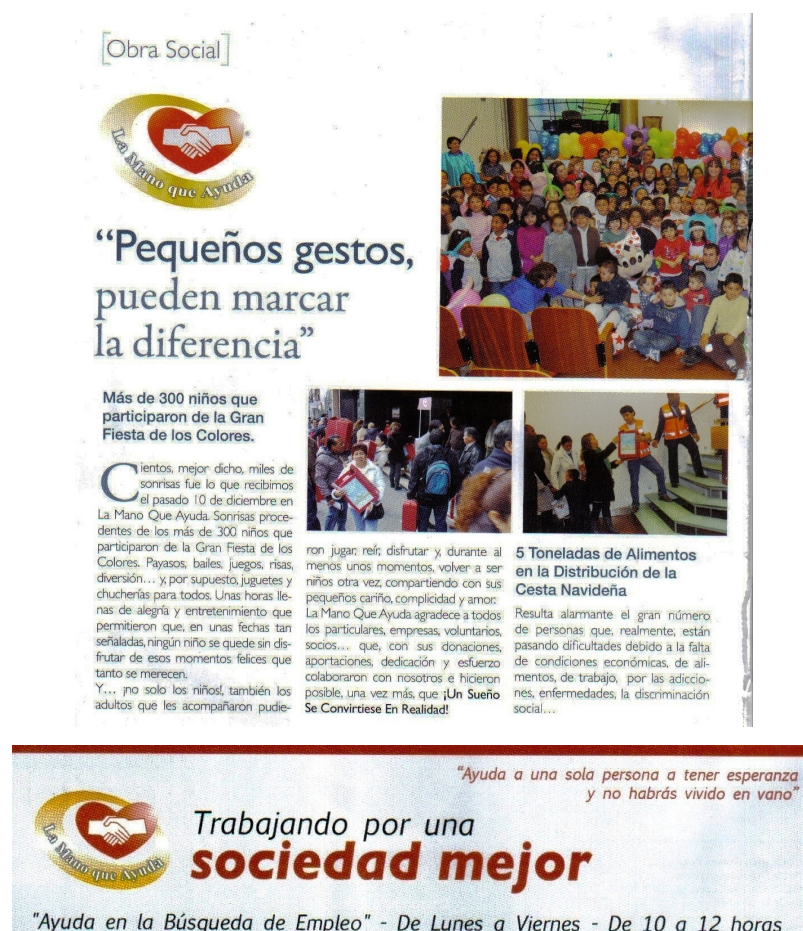 [Obra Social]
La Mano que Ayuda
“Pequeños gestos,
pueden marcar
la diferencia”
Más de 300 niños que
participaron de la Gran
Fiesta de los Colores.
Cientos, mejor dicho, miles de
sonrisas fue lo que recibimos
el pasado 10 de diciembre en
La Mano Que Ayuda. Sonrisas proce-
dentes de los más de 300 niños que
participaron de la Gran Fiesta de los
Colores. Payasos, bailes, juegos, risas,
diversión… y, por supuesto, juguetes y
chucherías para todos. Unas horas lle-
nas de alegría y entretenimiento que
permitieron que, en unas fechas tan
señaladas, ningún niño se quede sin dis-
frutar de esos momentos felices que
tanto se merecen.
Y… ¡no solo los niños!, también los
adultos que les acompañaron pudie-
ron jugar, reír, disfrutar y, durante al
menos unos momentos, volver a ser
niños otra vez, compartiendo con sus
pequeños cariño, complicidad y amor.
La Mano Que Ayuda agradece a todos
los particulares, empresas, voluntarios,
socios… que, con sus donaciones,
aportaciones, dedicación y esfuerzo
colaboraron con nosotros e hicieron
posible, una vez más, que ¡Un Sueño
Se Convirtiese En Realidad!
5 Toneladas de Alimentos
en la Distribución de la
Cesta Navideña
Resulta alarmante el gran número
de personas que, realmente, están
pasando dificultades debido a la falta
de condiciones económicas, de ali-
mentos, de trabajo, por las adiccio-
nes, enfermedades, la discriminación
social…
"Ayuda a una sola persona a tener esperanza
y no habrás vivido en vano"
La Mano que Ayuda
Trabajando por una
sociedad mejor
"Ayuda en la Búsqueda de Empleo" - De Lunes a Viernes - De 10 a 12 horas